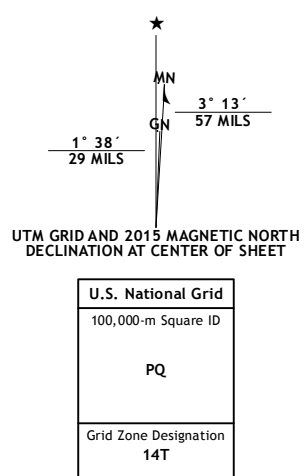 ★
MN
GN
3° 13´
57 MILS
1° 38´
29 MILS
UTM GRID AND 2015 MAGNETIC NORTH
DECLINATION AT CENTER OF SHEET
U.S. National Grid
100,000-m Square ID
PQ
Grid Zone Designation
14T